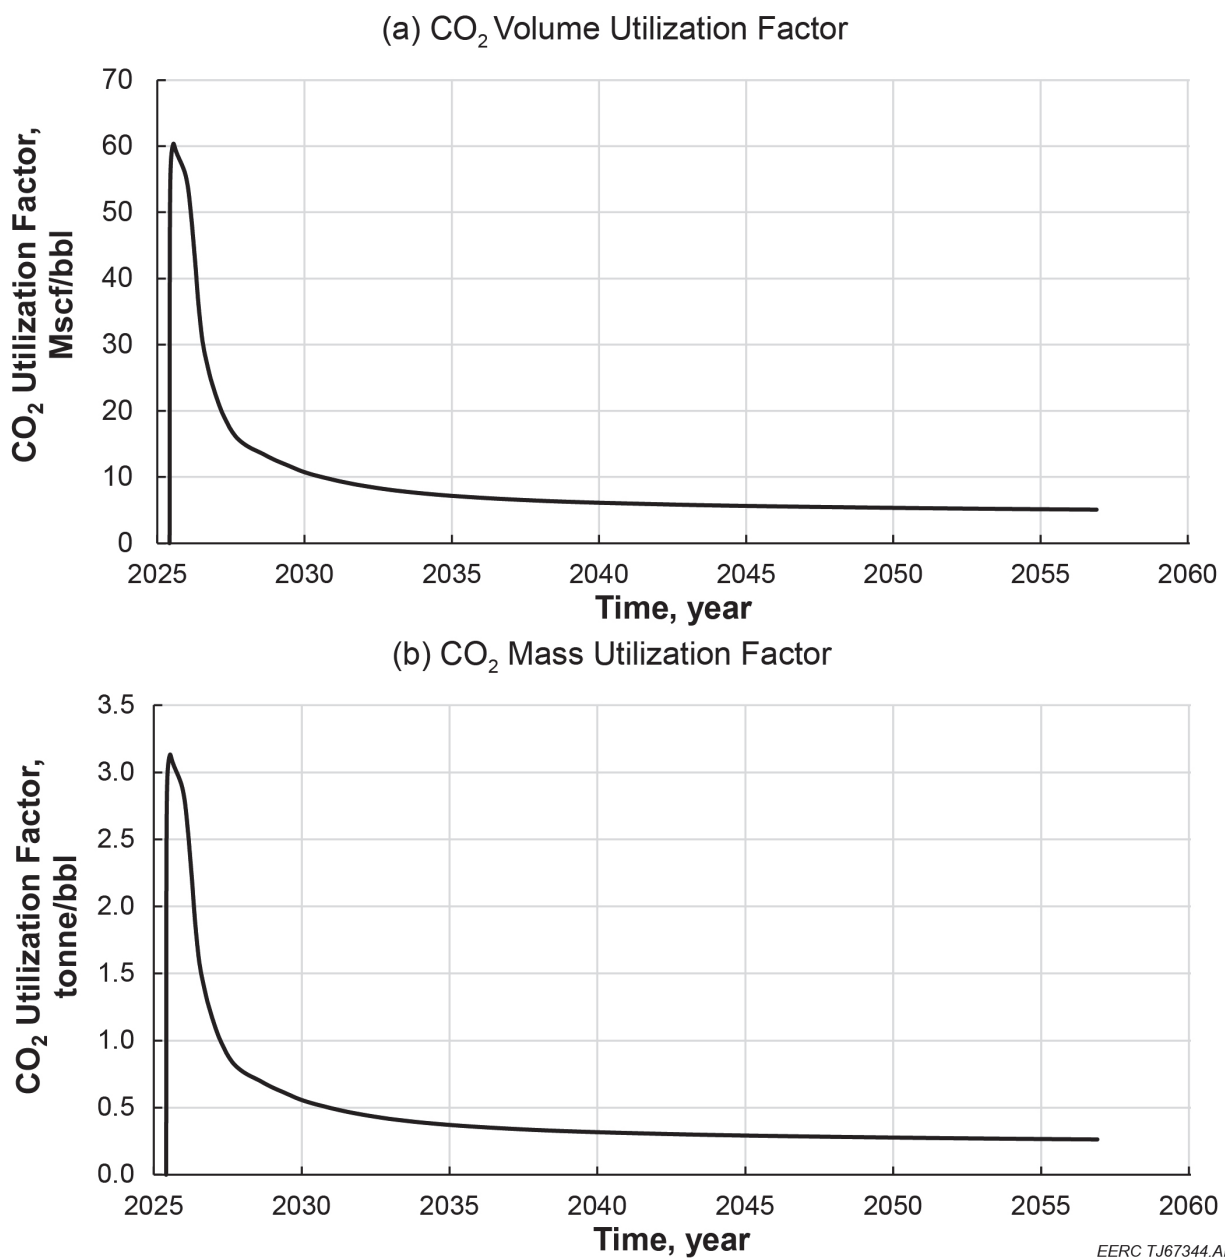 (a) CO₂ Volume Utilization Factor
CO₂ Utilization Factor,
Mscf/bbl
70
60
50
40
30
20
10
0
2025 2030 2035 2040 2045 2050 2055 2060
Time, year
(b) CO₂ Mass Utilization Factor
CO₂ Utilization Factor,
tonne/bbl
3.5
3.0
2.5
2.0
1.5
1.0
0.5
0.0
2025 2030 2035 2040 2045 2050 2055 2060
Time, year
EERC TJ67344.A